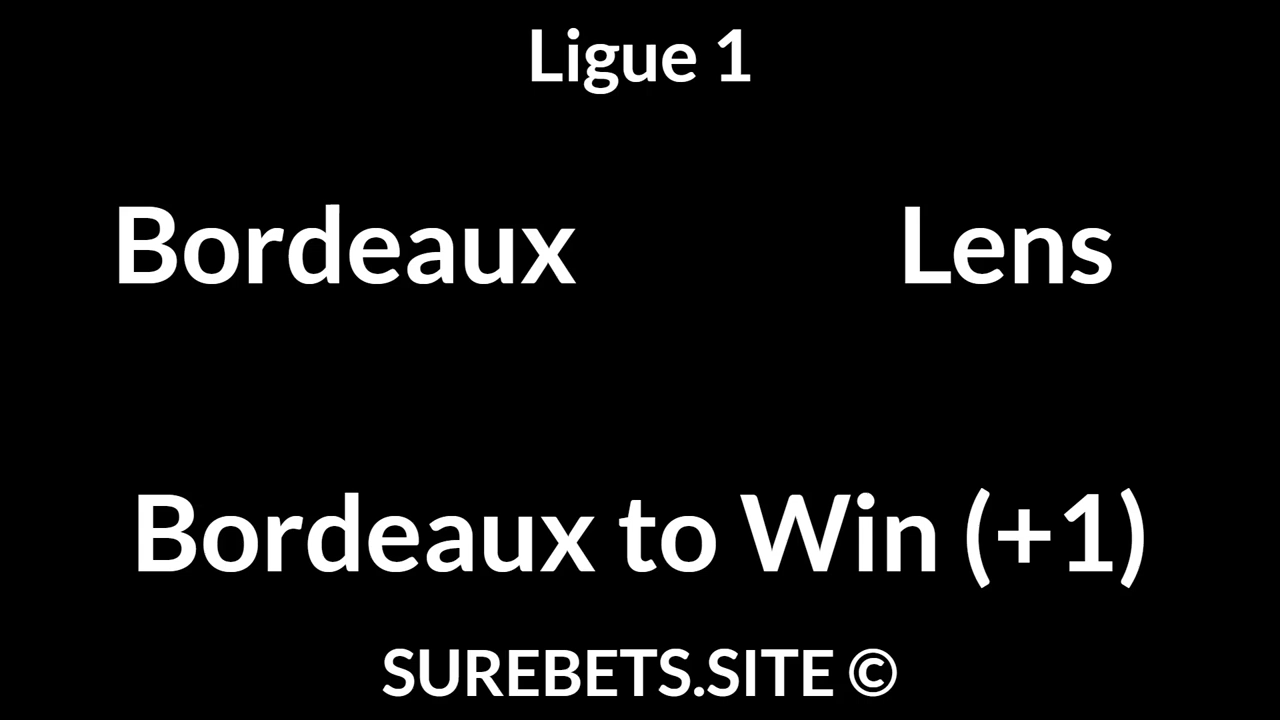 Ligue 1
Bordeaux Lens
Bordeaux to Win (+1)
SUREBETS.SITE ©